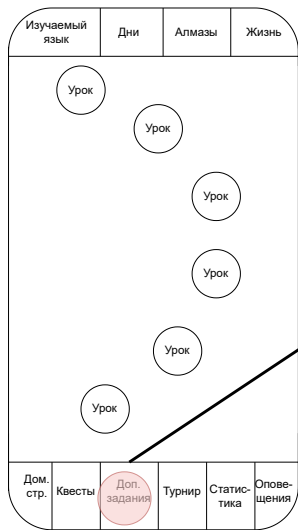 Изучаемый
язык
Дни
Алмазы
Жизнь
Урок
Урок
Урок
Урок
Урок
Урок
Дом.
стр.
Квесты
Доп.
задания
Турнир
Статис-
тика
Опове-
щения